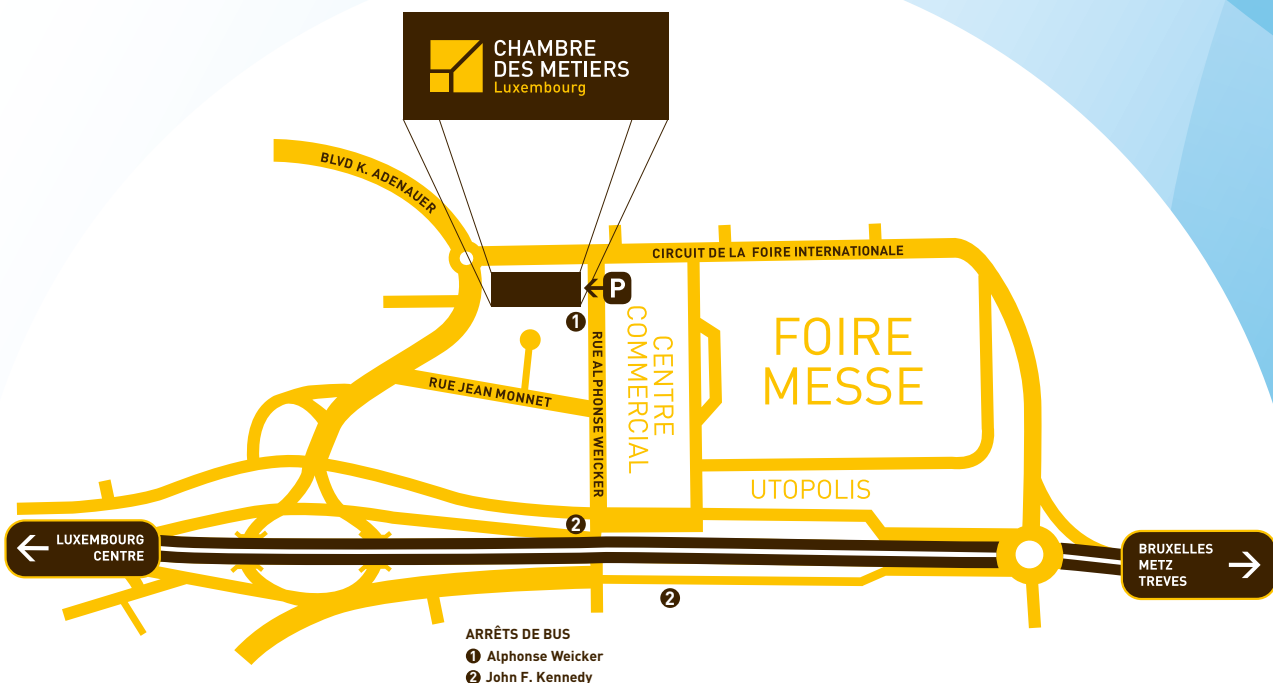 CHAMBRE
DES METIERS
Luxembourg
BLVD K. ADENAUER
CIRCUIT DE LA FOIRE INTERNATIONALE
P
1
RUE ALPHONSE WEICKER
CENTRE
COMMERCIAL
FOIRE
MESSE
RUE JEAN MONNET
UTOPOLIS
2
LUXEMBOURG
CENTRE
BRUXELLES
METZ
TREVES
2
ARRÊTS DE BUS
1 Alphonse Weicker
2 John F. Kennedy